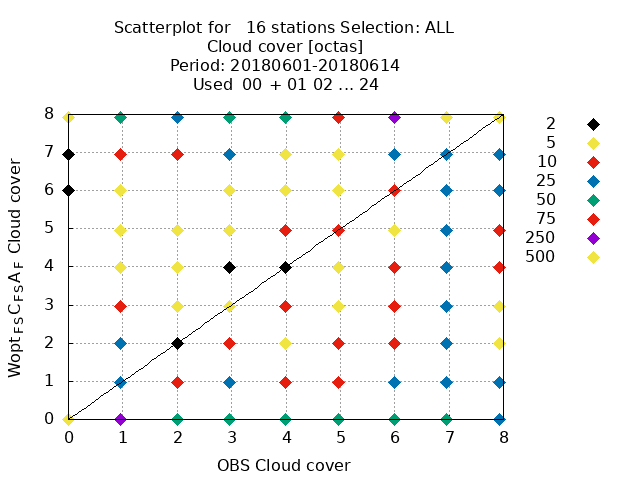 Scatterplot for   16 stations Selection: ALL
Cloud cover [octas]
Period: 20180601-20180614
Used  00  + 01 02 ... 24
8
7
6
5
4
3
2
1
0
0 1 2 3 4 5 6 7 8
Wopt FS C FS A F Cloud cover
OBS Cloud cover
2
5
10
25
50
75
250
500